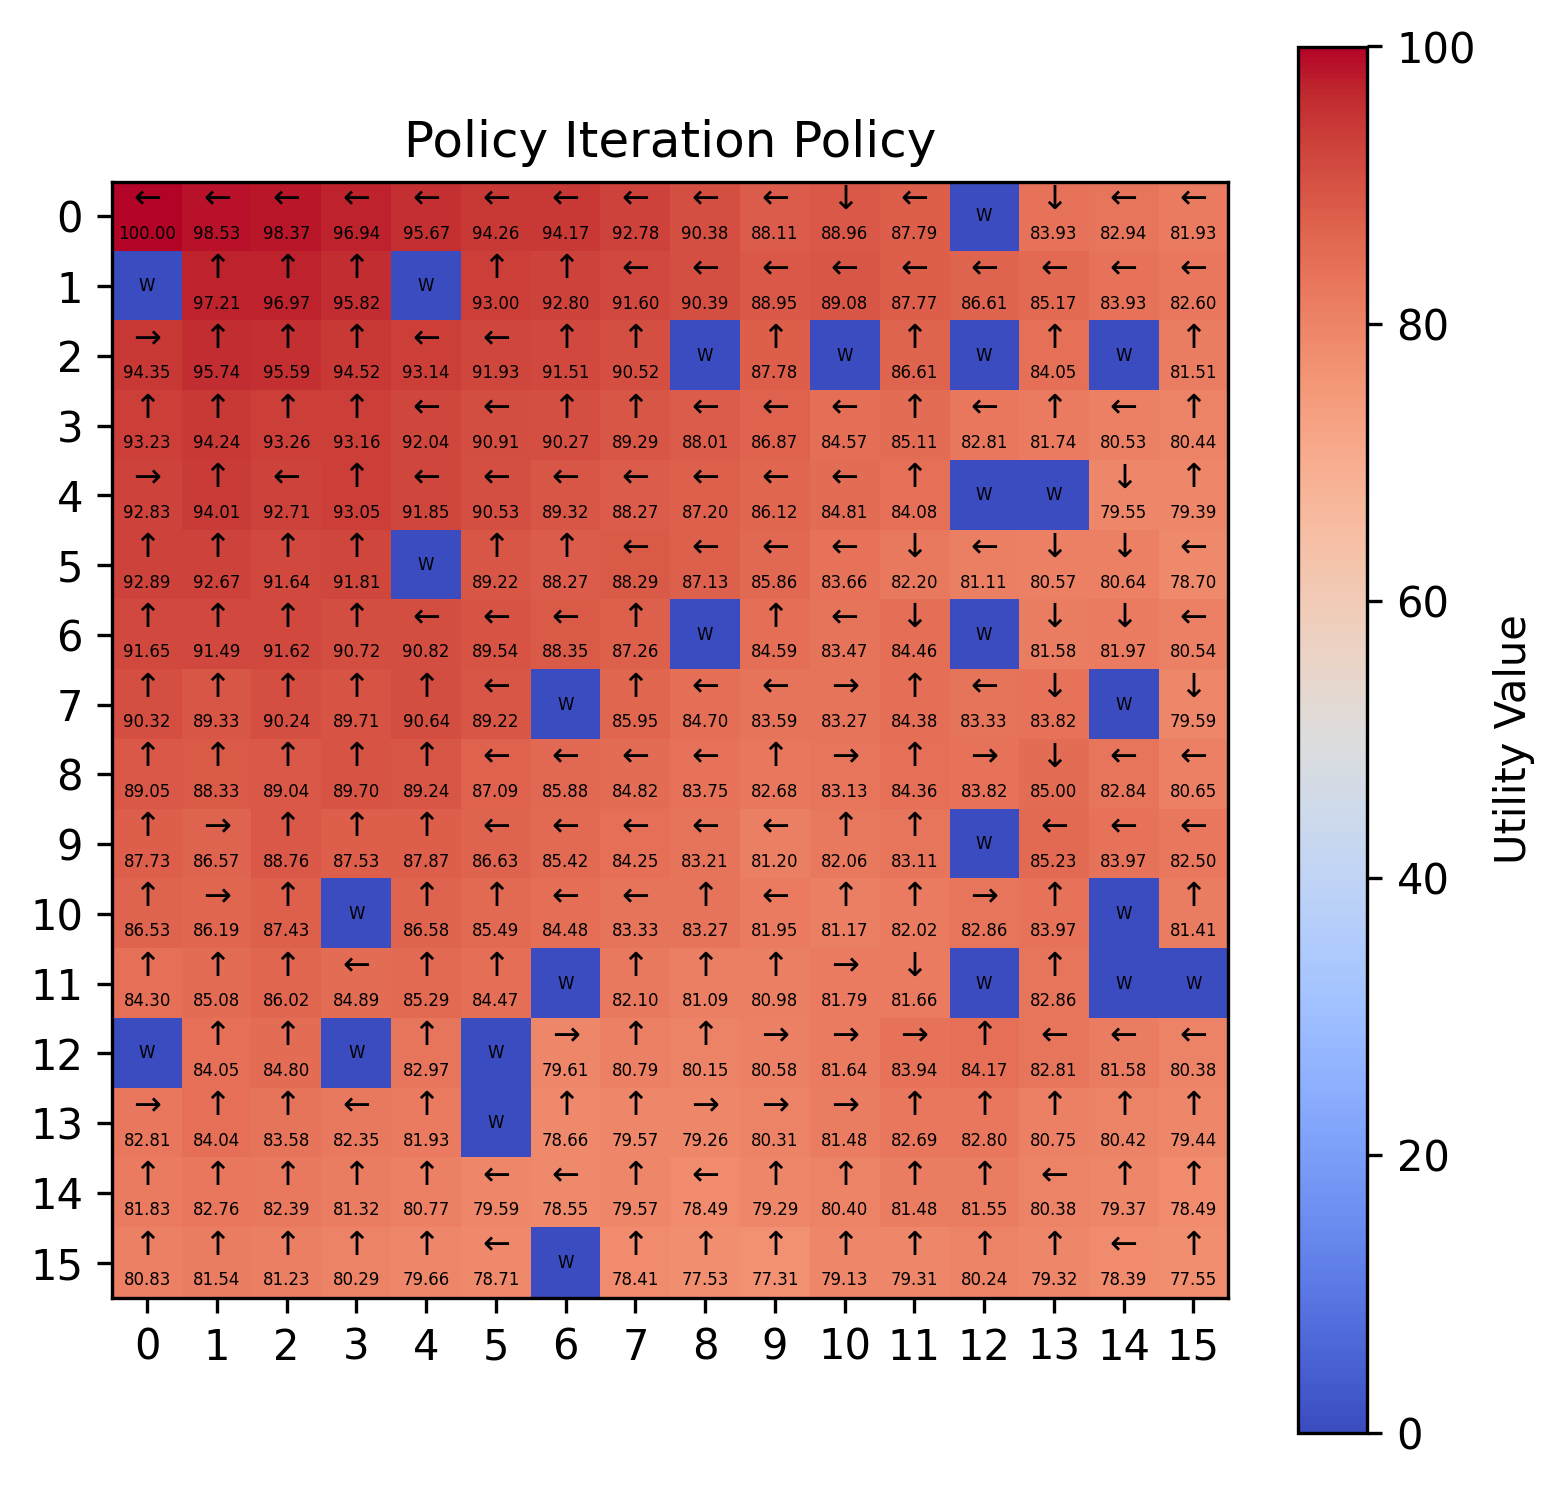 Policy Iteration Policy
← ← ← ← ← ← ← ← ← ← ↓ ← W ↓ ← ←
0 100.00 98.53 98.37 96.94 95.67 94.26 94.17 92.78 90.38 88.11 88.96 87.79 83.93 82.94 81.93
W ↑ ↑ ↑ W ↑ ↑ ← ← ← ← ← ← ← ← ←
1 97.21 96.97 95.82 93.00 92.80 91.60 90.39 88.95 89.08 87.77 86.61 85.17 83.93 82.60
→ ↑ ↑ ↑ ← ← ↑ ↑ W ↑ W ↑ W ↑ W ↑
2 94.35 95.74 95.59 94.52 93.14 91.93 91.51 90.52 87.78 86.61 84.05 81.51
↑ ↑ ↑ ↑ ← ← ↑ ↑ ← ← ← ↑ ← ↑ ← ↑
3 93.23 94.24 93.26 93.16 92.04 90.91 90.27 89.29 88.01 86.87 84.57 85.11 82.81 81.74 80.53 80.44
→ ↑ ← ↑ ← ← ← ← ← ← ← ↑ W W ↓ ↑
4 92.83 94.01 92.71 93.05 91.85 90.53 89.32 88.27 87.20 86.12 84.81 84.08 79.55 79.39
↑ ↑ ↑ ↑ W ↑ ↑ ← ← ← ← ↓ ← ↓ ↓ ←
5 92.89 92.67 91.64 91.81 89.22 88.27 88.29 87.13 85.86 83.66 82.20 81.11 80.57 80.64 78.70
↑ ↑ ↑ ↑ ← ← ← ↑ W ↑ ← ↓ W ↓ ↓ ←
6 91.65 91.49 91.62 90.72 90.82 89.54 88.35 87.26 84.59 83.47 84.46 81.58 81.97 80.54
↑ ↑ ↑ ↑ ↑ ← W ↑ ← ← → ↑ ← ↓ W ↓
7 90.32 89.33 90.24 89.71 90.64 89.22 85.95 84.70 83.59 83.27 84.38 83.33 83.82 79.59
↑ ↑ ↑ ↑ ↑ ← ← ← ← ↑ → ↑ → ↓ ← ←
8 89.05 88.33 89.04 89.70 89.24 87.09 85.88 84.82 83.75 82.68 83.13 84.36 83.82 85.00 82.84 80.65
↑ → ↑ ↑ ↑ ← ← ← ← ← ↑ ↑ W ← ← ←
9 87.73 86.57 88.76 87.53 87.87 86.63 85.42 84.25 83.21 81.20 82.06 83.11 85.23 83.97 82.50
↑ → ↑ W ↑ ↑ ← ← ↑ ← ↑ ↑ → ↑ W ↑
10 86.53 86.19 87.43 86.58 85.49 84.48 83.33 83.27 81.95 81.17 82.02 82.86 83.97 81.41
↑ ↑ ↑ ← ↑ ↑ W ↑ ↑ ↑ → ↓ W ↑ W W
11 84.30 85.08 86.02 84.89 85.29 84.47 82.10 81.09 80.98 81.79 81.66 82.86
W ↑ ↑ W ↑ W → ↑ ↑ → → → ↑ ← ← ←
12 84.05 84.80 82.97 79.61 80.79 80.15 80.58 81.64 83.94 84.17 82.81 81.58 80.38
→ ↑ ↑ ← ↑ W ↑ ↑ → → → ↑ ↑ ↑ ↑ ↑
13 82.81 84.04 83.58 82.35 81.93 78.66 79.57 79.26 80.31 81.48 82.69 82.80 80.75 80.42 79.44
↑ ↑ ↑ ↑ ↑ ← ← ↑ ← ↑ ↑ ↑ ↑ ← ↑ ↑
14 81.83 82.76 82.39 81.32 80.77 79.59 78.55 79.57 78.49 79.29 80.40 81.48 81.55 80.38 79.37 78.49
↑ ↑ ↑ ↑ ↑ ← W ↑ ↑ ↑ ↑ ↑ ↑ ↑ ← ↑
15 80.83 81.54 81.23 80.29 79.66 78.71 78.41 77.53 77.31 79.13 79.31 80.24 79.32 78.39 77.55
0 1 2 3 4 5 6 7 8 9 10 11 12 13 14 15
100
80
60
40
20
0
Utility Value